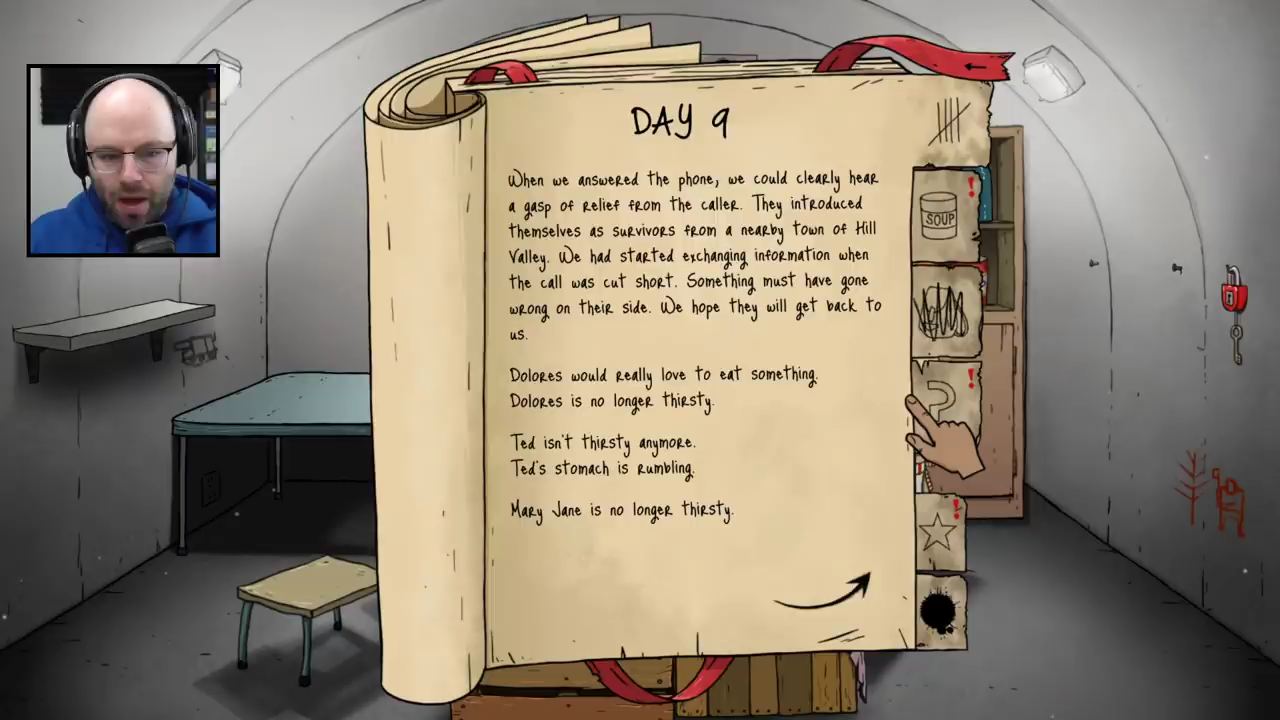 DAY 9
When we answered the phone, we could clearly hear
a gasp of relief from the caller. They introduced
themselves as survivors from a nearby town of Hill
Valley. We had started exchanging information when
the call was cut short. Something must have gone
wrong on their side. We hope they will get back to
us.
Dolores would really love to eat something.
Dolores is no longer thirsty.
Ted isn't thirsty anymore.
Ted's stomach is rumbling.
Mary Jane is no longer thirsty.
!
SOUP
!
?
!